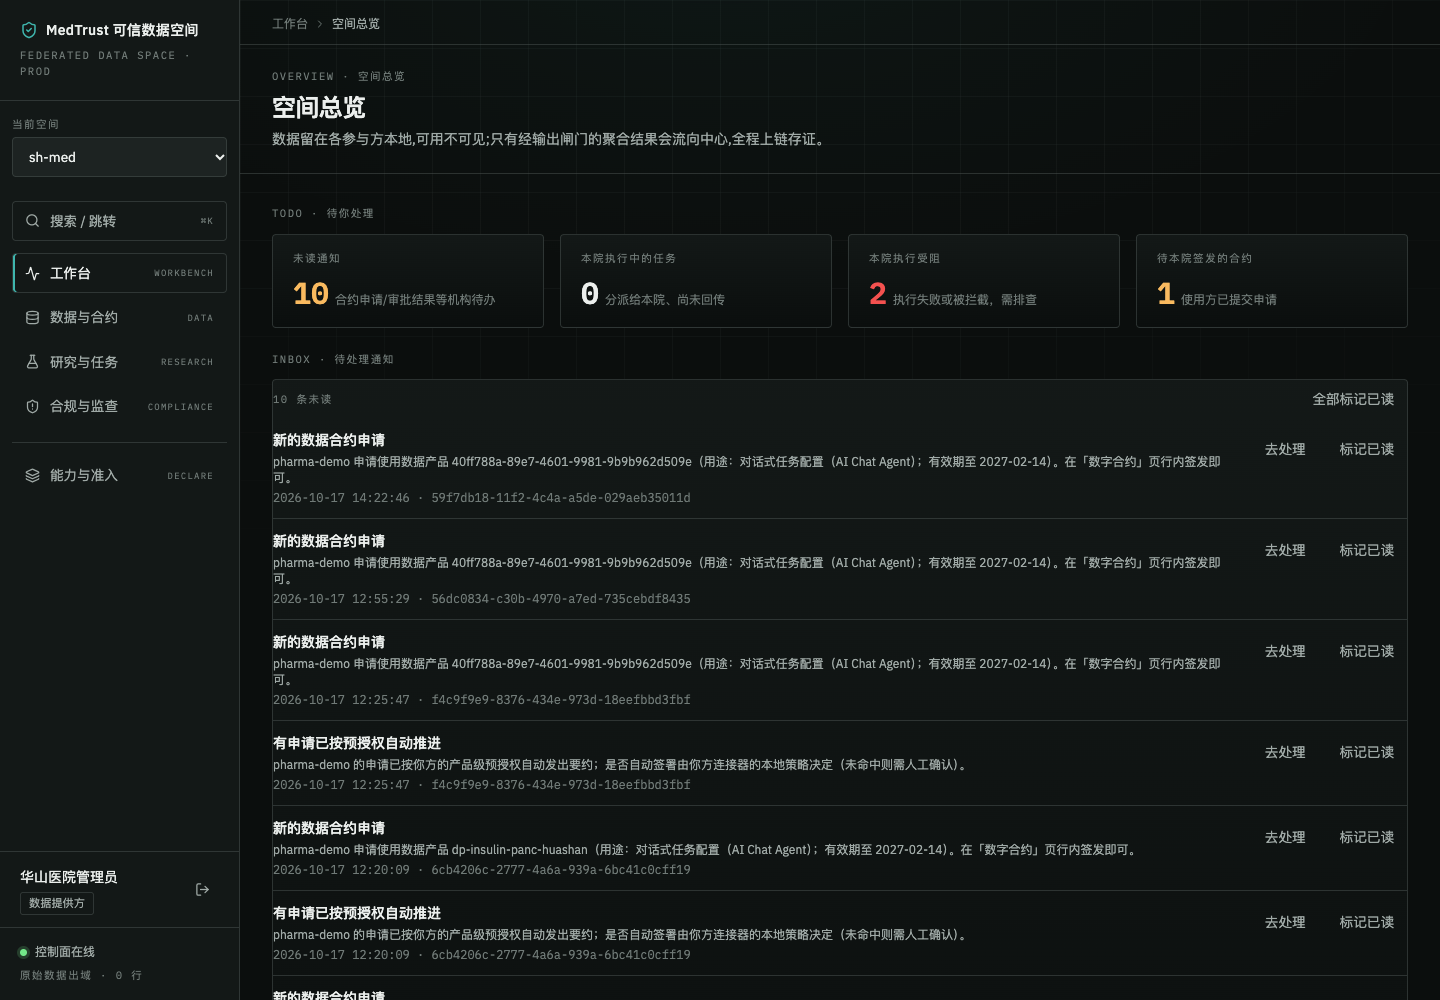 MedTrust 可信数据空间
FEDERATED DATA SPACE ·
PROD
当前空间
sh-med
搜索 / 跳转 ⌘K
工作台 WORKBENCH
数据与合约 DATA
研究与任务 RESEARCH
合规与监查 COMPLIANCE
能力与准入 DECLARE
华山医院管理员
数据提供方
控制面在线
原始数据出域 · 0 行
工作台 › 空间总览
OVERVIEW · 空间总览
空间总览
数据留在各参与方本地,可用不可见;只有经输出闸门的聚合结果会流向中心,全程上链存证。
TODO · 待你处理
未读通知
10 合约申请/审批结果等机构待办
本院执行中的任务
0 分派给本院、尚未回传
本院执行受阻
2 执行失败或被拦截，需排查
待本院签发的合约
1 使用方已提交申请
INBOX · 待处理通知
10 条未读 全部标记已读
新的数据合约申请 去处理 标记已读
pharma-demo 申请使用数据产品 40ff788a-89e7-4601-9981-9b9b962d509e（用途：对话式任务配置（AI Chat Agent）；有效期至 2027-02-14）。在「数字合约」页行内签发即
可。
2026-10-17 14:22:46 · 59f7db18-11f2-4c4a-a5de-029aeb35011d
新的数据合约申请 去处理 标记已读
pharma-demo 申请使用数据产品 40ff788a-89e7-4601-9981-9b9b962d509e（用途：对话式任务配置（AI Chat Agent）；有效期至 2027-02-14）。在「数字合约」页行内签发即
可。
2026-10-17 12:55:29 · 56dc0834-c30b-4970-a7ed-735cebdf8435
新的数据合约申请 去处理 标记已读
pharma-demo 申请使用数据产品 40ff788a-89e7-4601-9981-9b9b962d509e（用途：对话式任务配置（AI Chat Agent）；有效期至 2027-02-14）。在「数字合约」页行内签发即
可。
2026-10-17 12:25:47 · f4c9f9e9-8376-434e-973d-18eefbbd3fbf
有申请已按预授权自动推进 去处理 标记已读
pharma-demo 的申请已按你方的产品级预授权自动发出要约；是否自动签署由你方连接器的本地策略决定（未命中则需人工确认）。
2026-10-17 12:25:47 · f4c9f9e9-8376-434e-973d-18eefbbd3fbf
新的数据合约申请 去处理 标记已读
pharma-demo 申请使用数据产品 dp-insulin-panc-huashan（用途：对话式任务配置（AI Chat Agent）；有效期至 2027-02-14）。在「数字合约」页行内签发即可。
2026-10-17 12:20:09 · 6cb4206c-2777-4a6a-939a-6bc41c0cff19
有申请已按预授权自动推进 去处理 标记已读
pharma-demo 的申请已按你方的产品级预授权自动发出要约；是否自动签署由你方连接器的本地策略决定（未命中则需人工确认）。
2026-10-17 12:20:09 · 6cb4206c-2777-4a6a-939a-6bc41c0cff19
新的数据合约申请